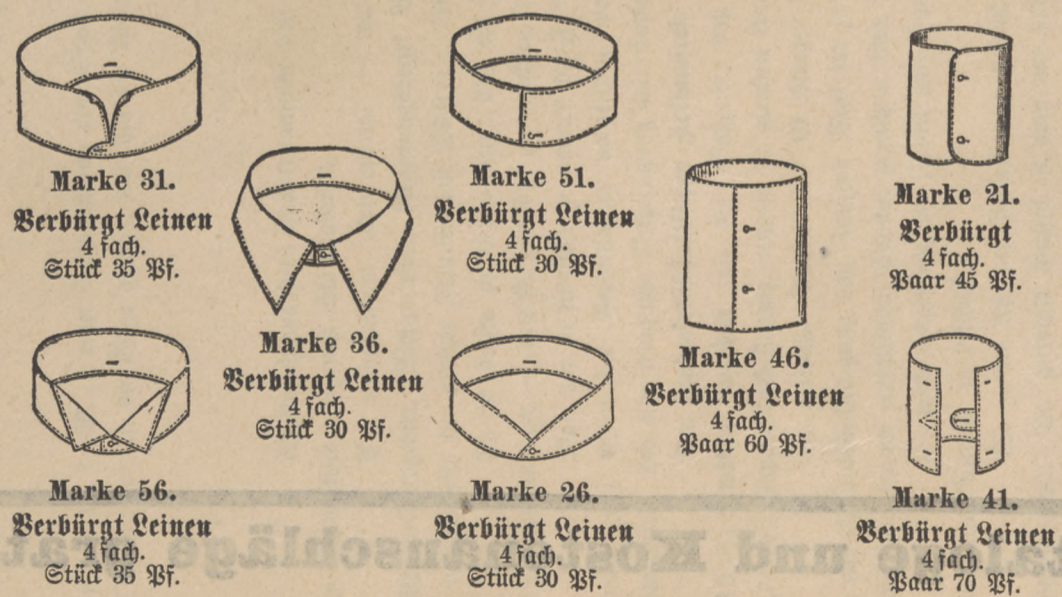 Marke 31.
Verbürgt Leinen
4 fach.
Stück 35 Pf.
Marke 51.
Verbürgt Leinen
4 fach.
Stück 30 Pf.
Marke 21.
Verbürgt
4 fach.
Paar 45 Pf.
Marke 36.
Verbürgt Leinen
4 fach.
Stück 30 Pf.
Marke 46.
Verbürgt Leinen
4 fach.
Paar 60 Pf.
Marke 56.
Verbürgt Leinen
4 fach.
Stück 35 Pf.
Marke 26.
Verbürgt Leinen
4 fach.
Stück 30 Pf.
Marke 41.
Verbürgt Leinen
4 fach.
Paar 70 Pf.